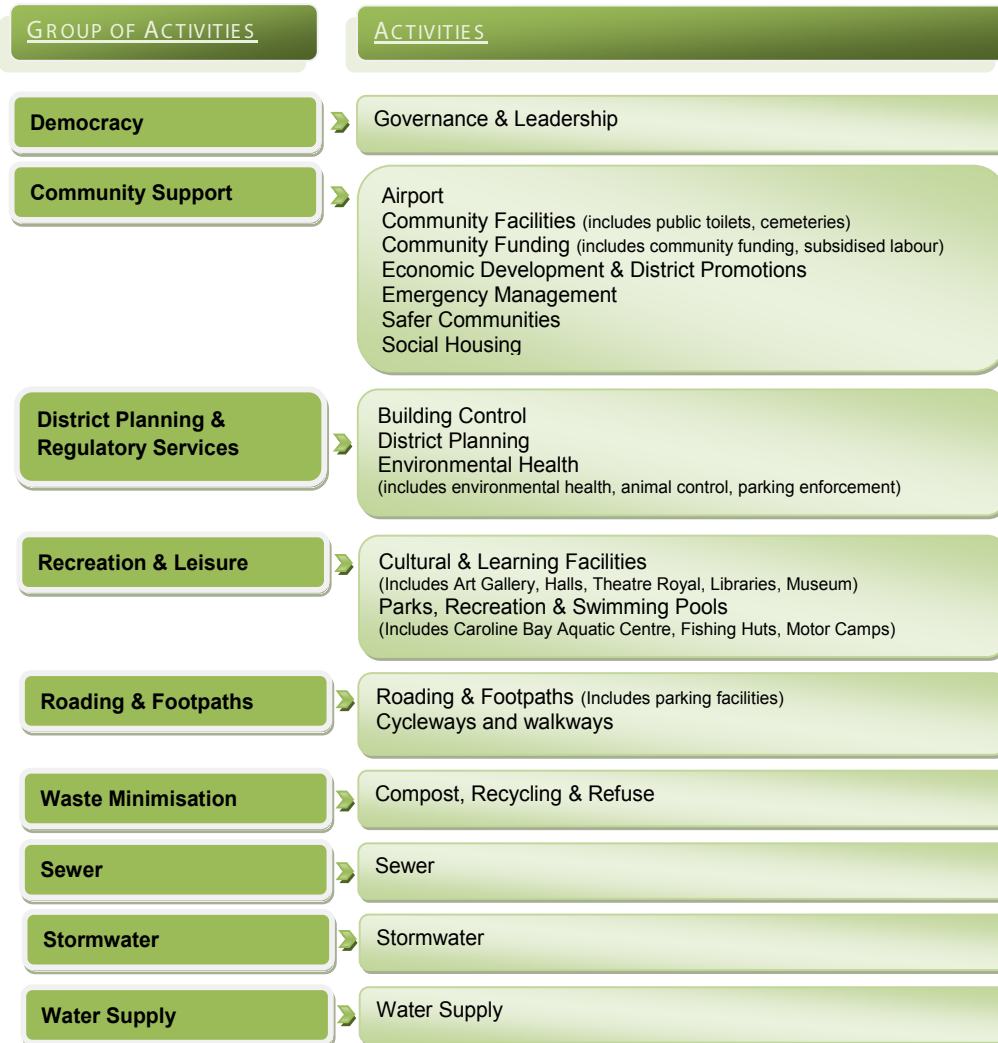 GROUP OF ACTIVITIES
ACTIVITIES
Democracy
Governance & Leadership
Community Support
Airport
Community Facilities (includes public toilets, cemeteries)
Community Funding (includes community funding, subsidised labour)
Economic Development & District Promotions
Emergency Management
Safer Communities
Social Housing
District Planning &
Regulatory Services
Building Control
District Planning
Environmental Health
(includes environmental health, animal control, parking enforcement)
Recreation & Leisure
Cultural & Learning Facilities
(Includes Art Gallery, Halls, Theatre Royal, Libraries, Museum)
Parks, Recreation & Swimming Pools
(Includes Caroline Bay Aquatic Centre, Fishing Huts, Motor Camps)
Roading & Footpaths
Roading & Footpaths (Includes parking facilities)
Cycleways and walkways
Waste Minimisation
Compost, Recycling & Refuse
Sewer
Sewer
Stormwater
Stormwater
Water Supply
Water Supply